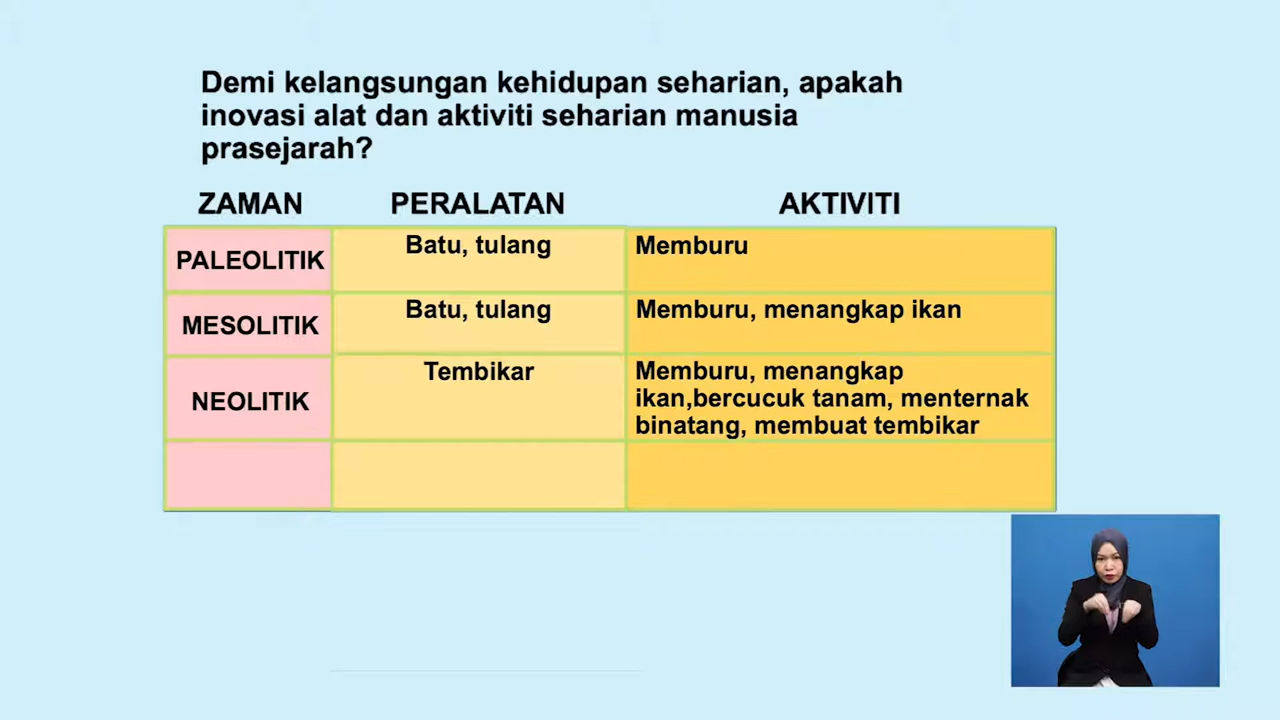 Demi kelangsungan kehidupan seharian, apakah
inovasi alat dan aktiviti seharian manusia
prasejarah?
ZAMAN PERALATAN AKTIVITI
PALEOLITIK Batu, tulang Memburu
MESOLITIK Batu, tulang Memburu, menangkap ikan
NEOLITIK Tembikar Memburu, menangkap
ikan,bercucuk tanam, menternak
binatang, membuat tembikar